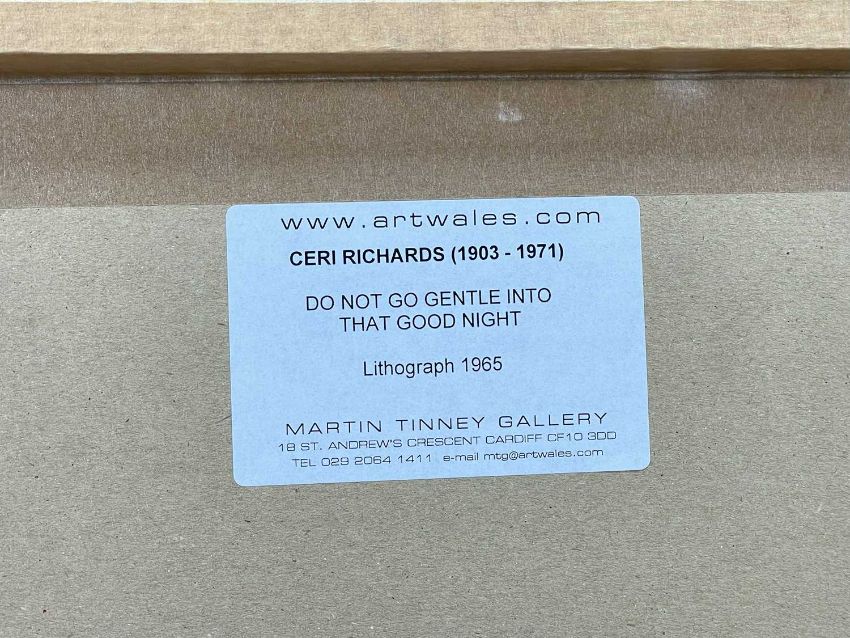 www.artwales.com
CERI RICHARDS (1903 - 1971)
DO NOT GO GENTLE INTO
THAT GOOD NIGHT
Lithograph 1965
MARTIN TINNEY GALLERY
18 ST. ANDREW'S CRESCENT CARDIFF CF10 3DD
TEL 029 2064 1411 e-mail mtg@artwales.com